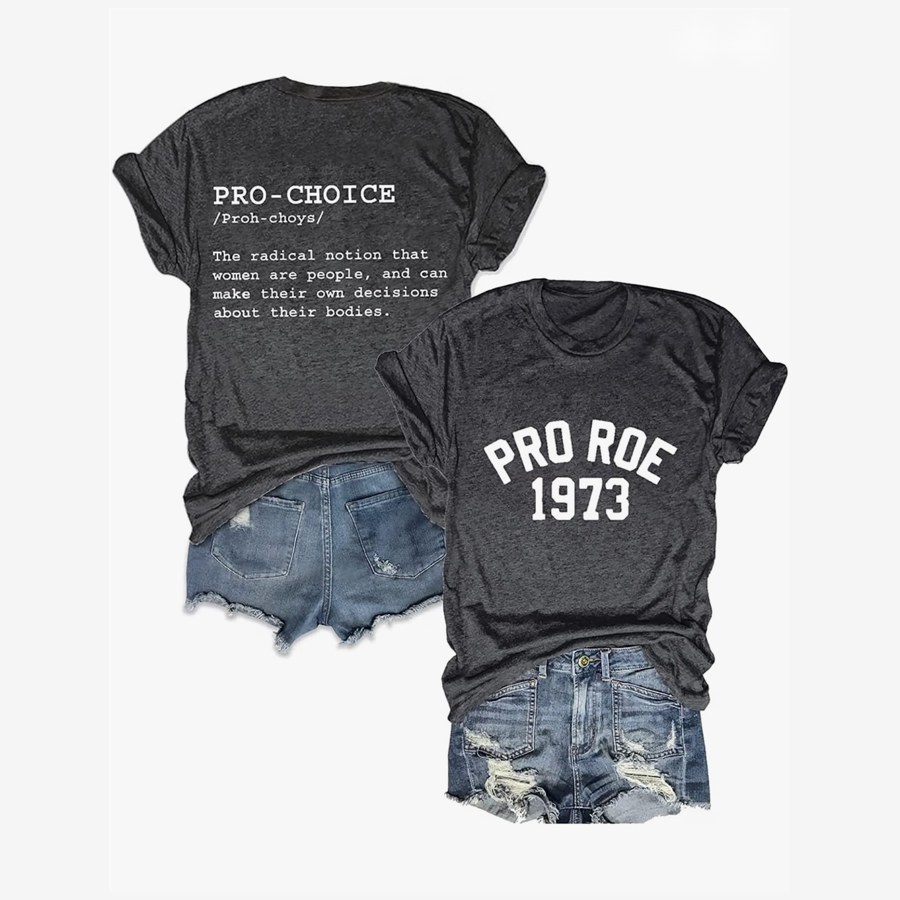 PRO-CHOICE
/Proh-choys/
The radical notion that
women are people, and can
make their own decisions
about their bodies.
PRO ROE
1973